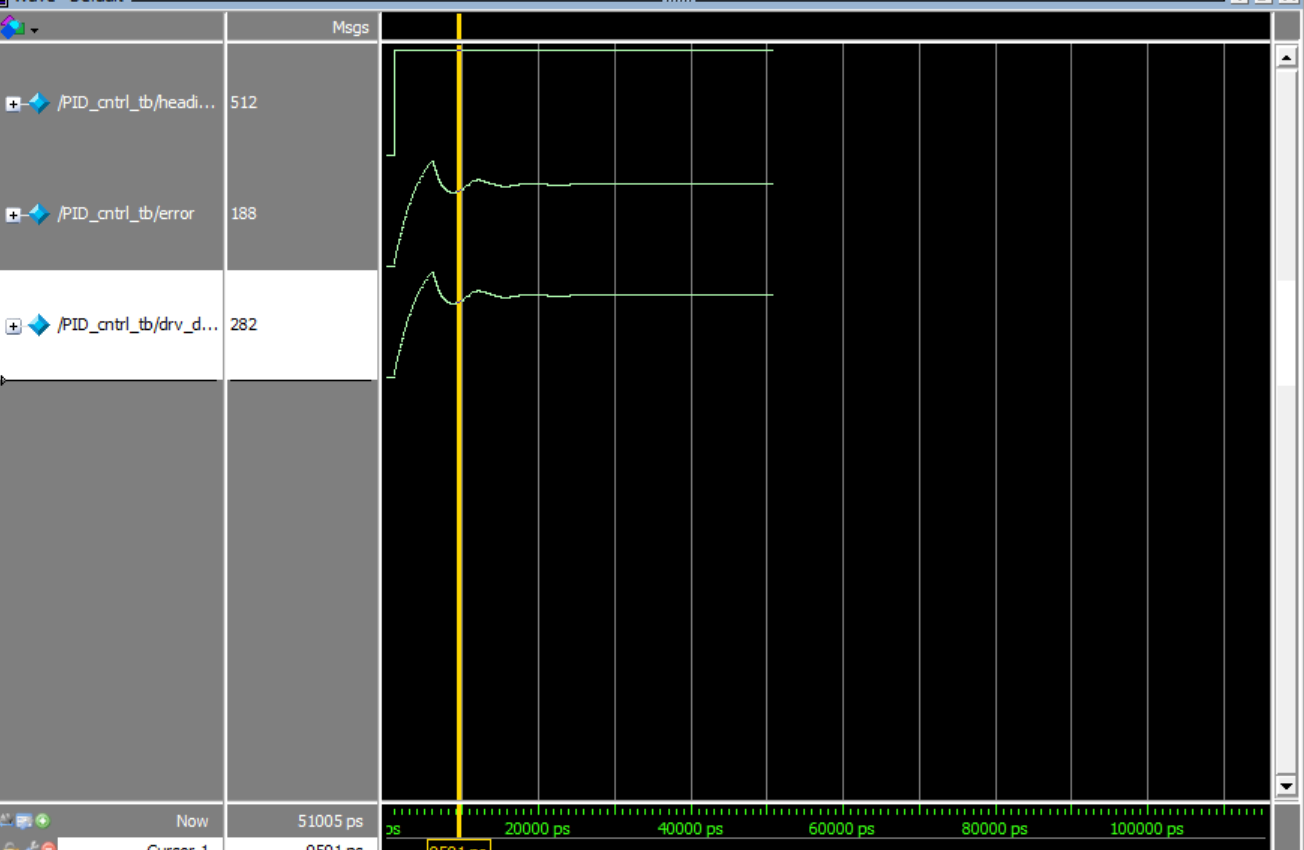 Msgs
/PID_cntrl_tb/headi... 512
/PID_cntrl_tb/error 188
/PID_cntrl_tb/drv_d... 282
Now 51005 ps
ps 20000 ps 40000 ps 60000 ps 80000 ps 100000 ps
Cursor 1 9591 ps
9591 ps